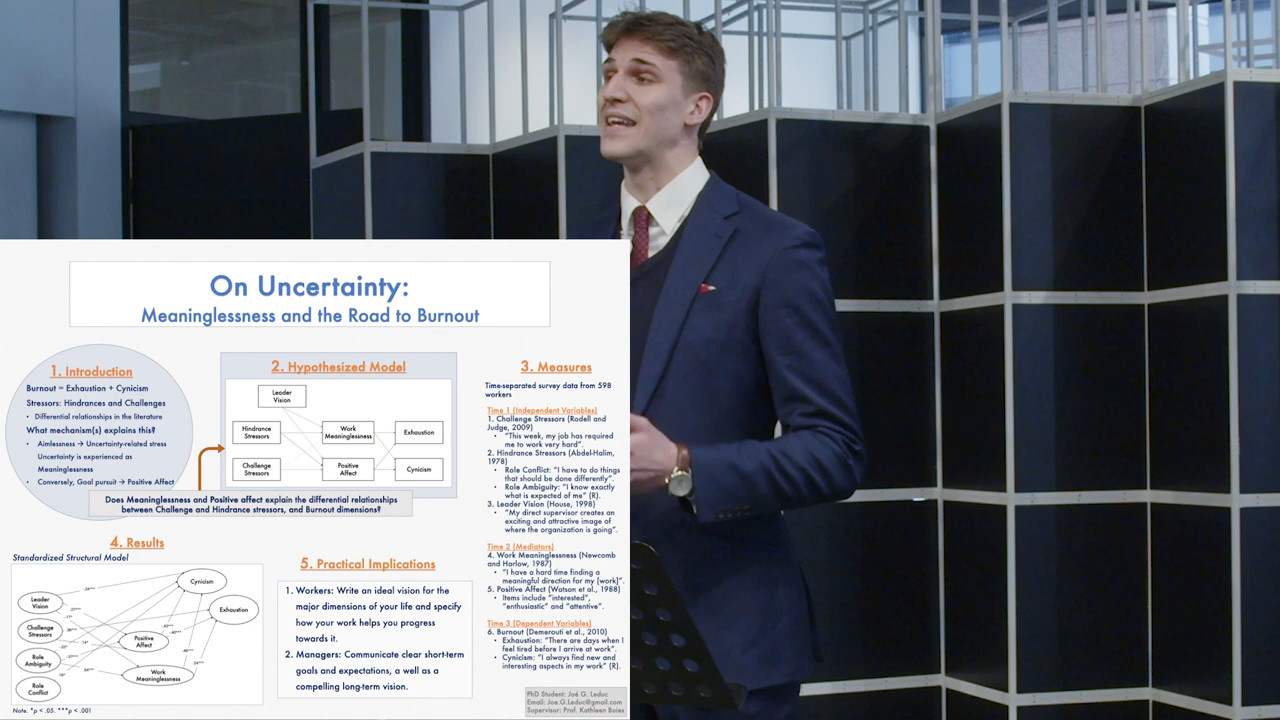 On Uncertainty:
Meaninglessness and the Road to Burnout
1. Introduction
Burnout = Exhaustion + Cynicism
Stressors: Hindrances and Challenges
• Differential relationships in the literature
What mechanism(s) explains this?
• Aimlessness → Uncertainty-related stress
Uncertainty is experienced as
Meaninglessness
• Conversely, Goal pursuit → Positive Affect
2. Hypothesized Model
Leader
Vision
Hindrance
Stressors
Work
Meaninglessness
Exhaustion
Challenge
Stressors
Positive
Affect
Cynicism
Does Meaninglessness and Positive affect explain the differential relationships
between Challenge and Hindrance stressors, and Burnout dimensions?
3. Measures
Time-separated survey data from 598
workers
Time 1 (Independent Variables)
1. Challenge Stressors (Rodell and
Judge, 2009)
• "This week, my job has required
me to work very hard".
2. Hindrance Stressors (Abdel-Halim,
1978)
• Role Conflict: "I have to do things
that should be done differently".
• Role Ambiguity: "I know exactly
what is expected of me" (R).
3. Leader Vision (House, 1998)
• "My direct supervisor creates an
exciting and attractive image of
where the organization is going".
Time 2 (Mediators)
4. Work Meaninglessness (Newcomb
and Harlow, 1987)
• "I have a hard time finding a
meaningful direction for my [work]".
5. Positive Affect (Watson et al., 1988)
• Items include "interested",
"enthusiastic" and "attentive".
Time 3 (Dependent Variables)
6. Burnout (Demerouti et al., 2010)
• Exhaustion: "There are days when I
feel tired before I arrive at work".
• Cynicism: "I always find new and
interesting aspects in my work" (R).
4. Results
Standardized Structural Model
Cynicism
Leader
Vision
Exhaustion
Challenge
Stressors
Positive
Affect
Role
Ambiguity
Work
Meaninglessness
Role
Conflict
Note. *p < .05. ***p < .001
5. Practical Implications
1. Workers: Write an ideal vision for the
major dimensions of your life and specify
how your work helps you progress
towards it.
2. Managers: Communicate clear short-term
goals and expectations, as well as a
compelling long-term vision.
PhD Student: Joé G. Leduc
Email: Joe.G.Leduc@gmail.com
Supervisor: Prof. Kathleen Boies